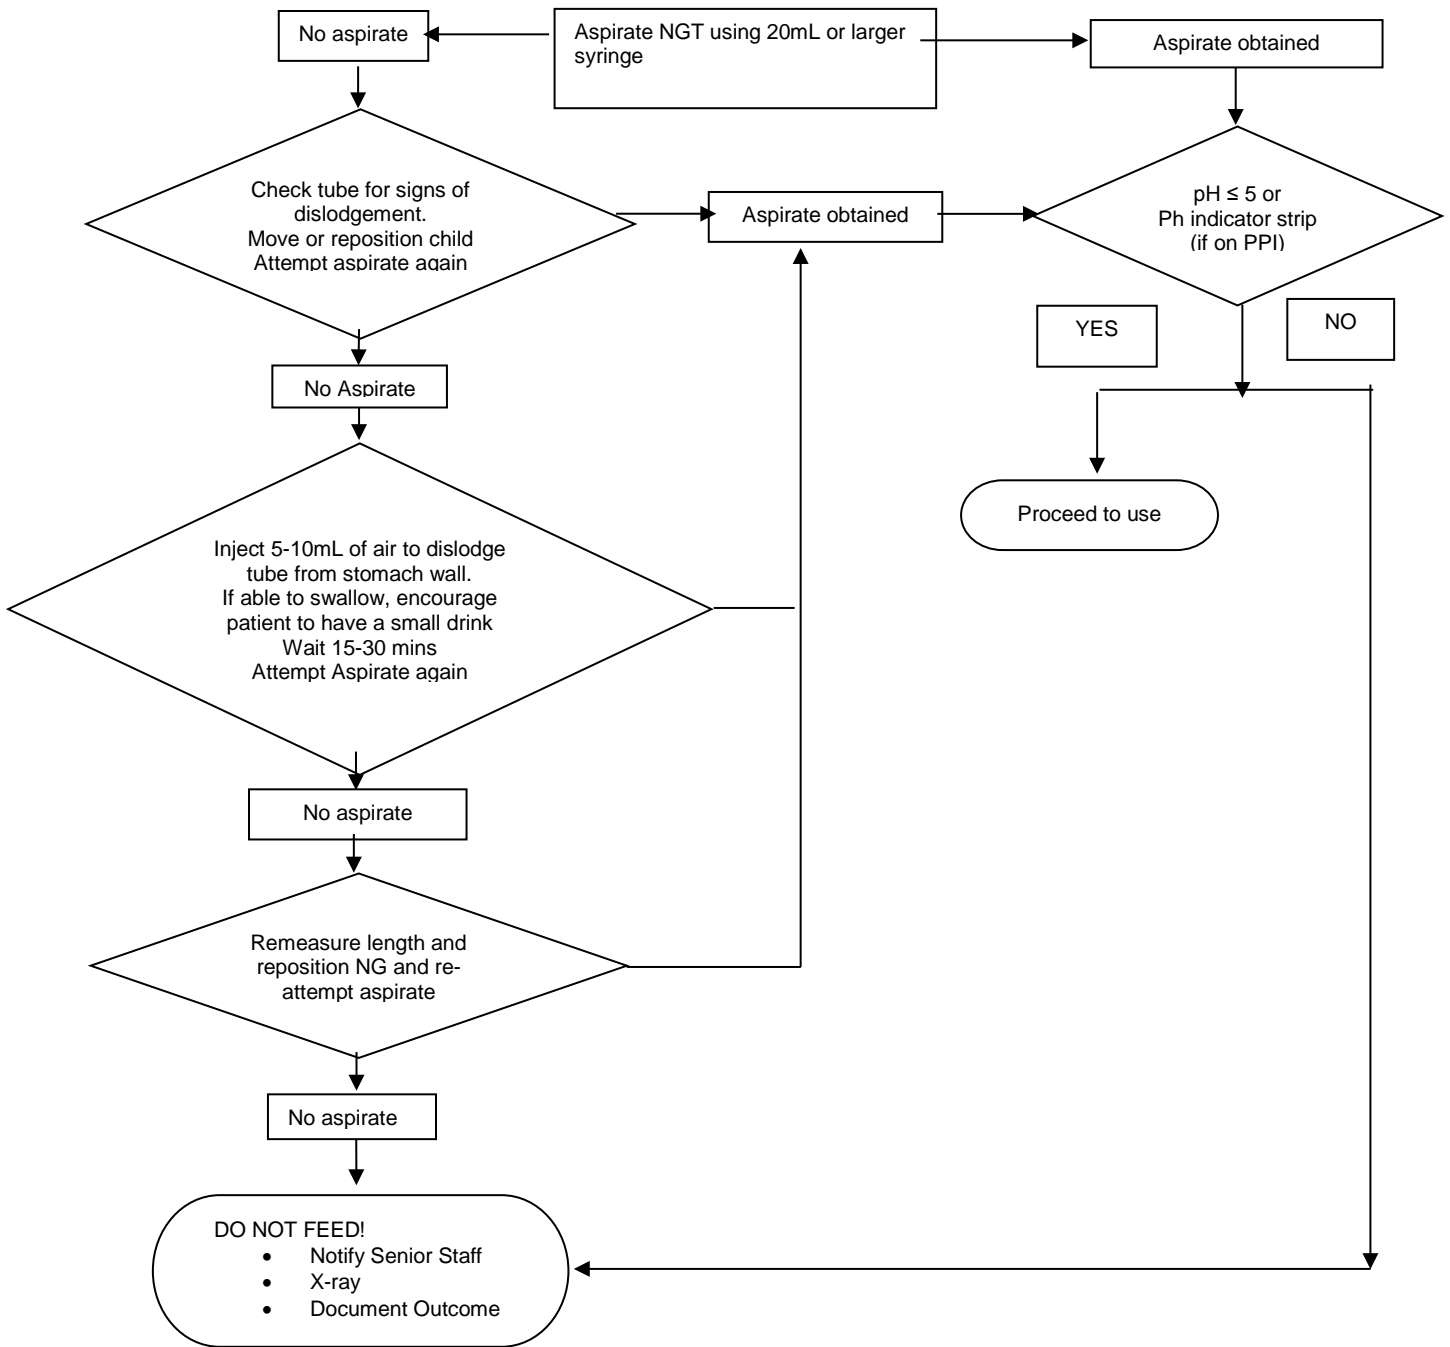 No aspirate
Aspirate NGT using 20mL or larger
syringe
Aspirate obtained
Check tube for signs of
dislodgement.
Move or reposition child
Attempt aspirate again
Aspirate obtained
pH ≤ 5 or
Ph indicator strip
(if on PPI)
YES
NO
No Aspirate
Proceed to use
Inject 5-10mL of air to dislodge
tube from stomach wall.
If able to swallow, encourage
patient to have a small drink
Wait 15-30 mins
Attempt Aspirate again
No aspirate
Remeasure length and
reposition NG and re-
attempt aspirate
No aspirate
DO NOT FEED!
• Notify Senior Staff
• X-ray
• Document Outcome